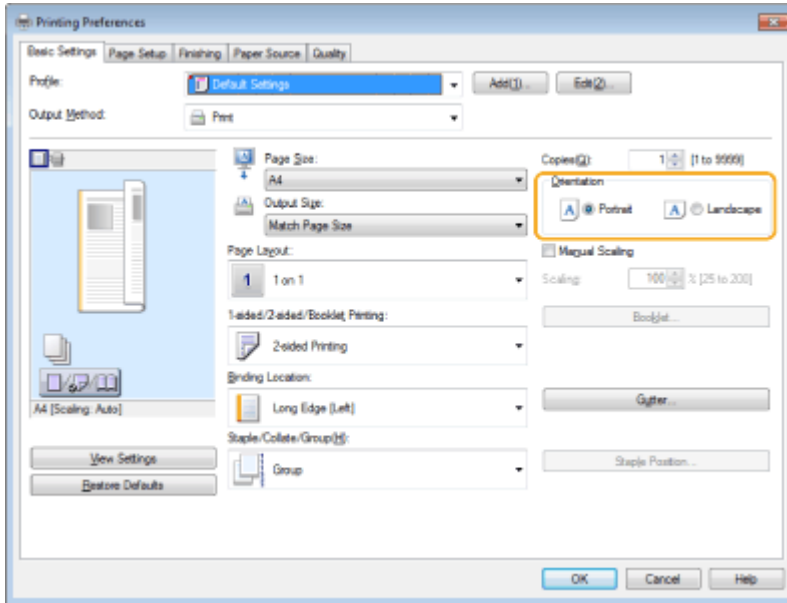 Printing Preferences
Basic Settings Page Setup Finishing Paper Source Quality
Profile: Default Settings Add(1)... Edit(2)...
Output Method: Print
Page Size: Copies(Q): 1 [1 to 9999]
A4 Orientation
Output Size: A Portrait A Landscape
Match Page Size
Page Layout: Manual Scaling
1 1 on 1 Scaling: 100 % [25 to 200]
1-sided/2-sided/Booklet Printing: Booklet...
2-sided Printing
Binding Location:
A4 [Scaling: Auto] Long Edge (Left) Gutter...
Staple/Collate/Group(H):
View Settings Group Staple Position...
Restore Defaults
OK Cancel Help